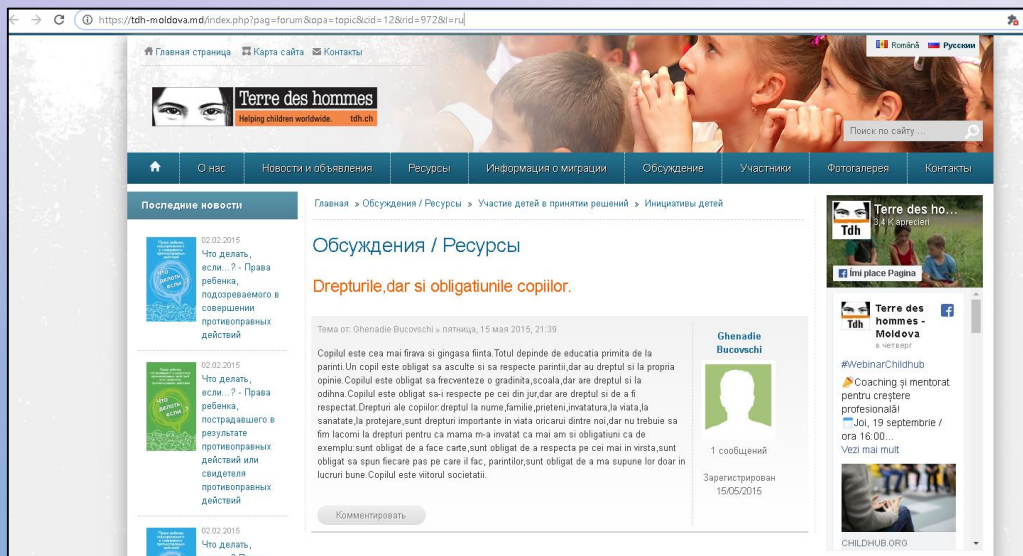 https://tdh-moldova.md/index.php?pag=forum&opa=topic&cid=12&rid=972&l=ru
Главная страница Карта сайта Контакты
Română Русский
Terre des hommes
Helping children worldwide. tdh.ch
Поиск по сайту ...
О нас Новости и объявления Ресурсы Информация о миграции Обсуждение Участники Фотогалерея Контакты
Последние новости
02.02.2015
Что делать,
если...? - Права
ребенка,
подозреваемого в
совершении
противоправных
действий
02.02.2015
Что делать,
если...? - Права
ребенка,
пострадавшего в
результате
противоправных
действий или
свидетеля
противоправных
действий
02.02.2015
Что делать,
Главная » Обсуждения / Ресурсы » Участие детей в принятии решений » Инициативы детей
Обсуждения / Ресурсы
Drepturile,dar si obligatiunile copiilor.
Тема от: Ghenadie Bucovschi » пятница, 15 мая 2015, 21:39
Copilul este cea mai firava si gingasa fiinta.Totul depinde de educatia primita de la
parinti.Un copil este obligat sa asculte si sa respecte parintii,dar au dreptul si la propria
opinie.Copilul este obligat sa frecventeze o gradinita,scoala,dar are dreptul si la
odihna.Copilul este obligat sa-i respecte pe cei din jur,dar are dreptul si de a fi
respectat.Drepturi ale copiilor:dreptul la nume,familie,prieteni,invatatura,la viata,la
sanatate,la protejare,sunt drepturi importante in viata oricarui dintre noi,dar nu trebuie sa
fim lacomi la drepturi pentru ca mama m-a invatat ca mai am si obligatiuni ca de
exemplu:sunt obligat de a face carte,sunt obligat de a respecta pe cei mai in virsta,sunt
obligat sa spun fiecare pas pe care il fac, parintilor,sunt obligat de a ma supune lor doar in
lucruri bune.Copilul este viitorul societatii.
Комментировать
Ghenadie
Bucovschi
1 сообщений
Зарегистрирован
15/05/2015
Terre des ho...
3,4 K aprecieri
Tdh
Îmi place Pagina
Tdh
Terre des
hommes -
Moldova
в четверг
#WebinarChildhub
Coaching și mentorat
pentru creștere
profesională!
Joi, 19 septembrie /
ora 16:00...
Vezi mai mult
CHILDHUB.ORG